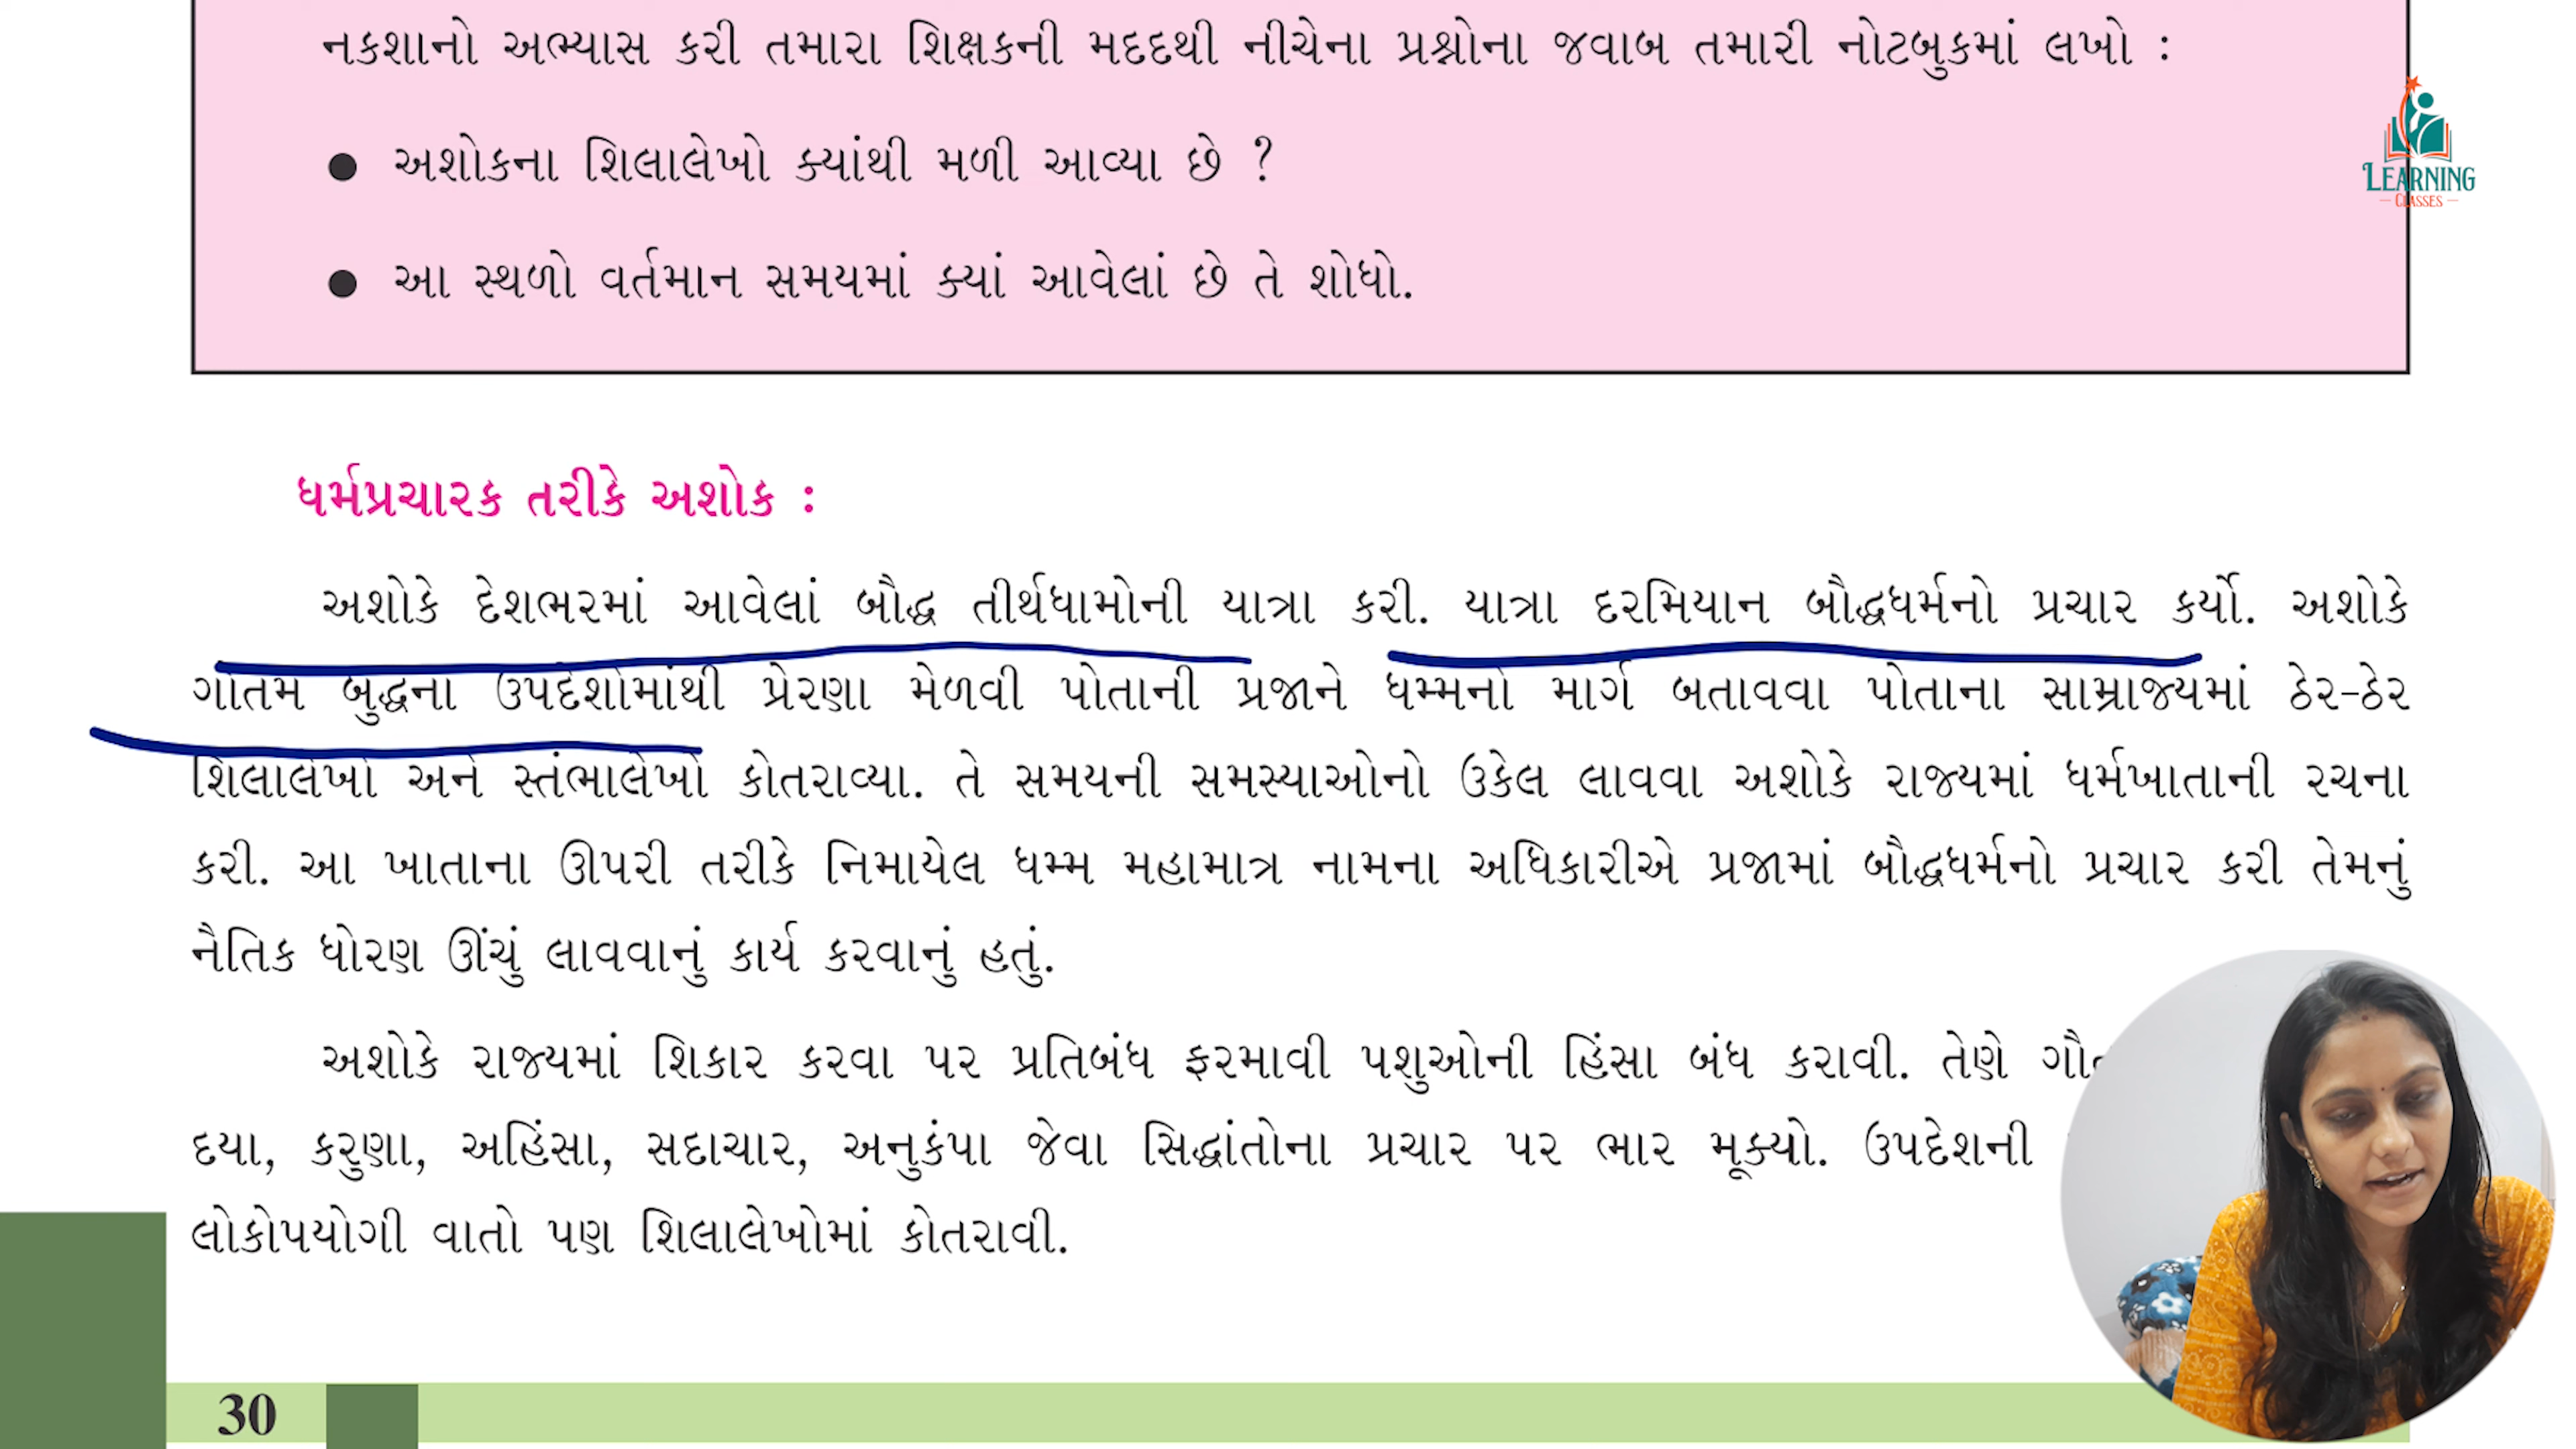 નકશાનો અભ્યાસ કરી તમારા શિક્ષકની મદદથી નીચેના પ્રશ્નોના જવાબ તમારી નોટબુકમાં લખો :
● અશોકના શિલાલેખો ક્યાંથી મળી આવ્યા છે ?
● આ સ્થળો વર્તમાન સમયમાં ક્યાં આવેલાં છે તે શોધો.
LEARNING
CLASSES
ધર્મપ્રચારક તરીકે અશોક :
અશોકે દેશભરમાં આવેલાં બૌદ્ધ તીર્થધામોની યાત્રા કરી. યાત્રા દરમિયાન બૌદ્ધધર્મનો પ્રચાર કર્યો. અશોકે
ગૌતમ બુદ્ધના ઉપદેશોમાંથી પ્રેરણા મેળવી પોતાની પ્રજાને ધમ્મનો માર્ગ બતાવવા પોતાના સામ્રાજ્યમાં ઠેર-ઠેર
શિલાલેખો અને સ્તંભાલેખો કોતરાવ્યા. તે સમયની સમસ્યાઓનો ઉકેલ લાવવા અશોકે રાજ્યમાં ધર્મખાતાની રચના
કરી. આ ખાતાના ઊપરી તરીકે નિમાયેલ ધમ્મ મહામાત્ર નામના અધિકારીએ પ્રજામાં બૌદ્ધધર્મનો પ્રચાર કરી તેમનું
નૈતિક ધોરણ ઊંચું લાવવાનું કાર્ય કરવાનું હતું.
અશોકે રાજ્યમાં શિકાર કરવા પર પ્રતિબંધ ફરમાવી પશુઓની હિંસા બંધ કરાવી. તેણે
દયા, કરુણા, અહિંસા, સદાચાર, અનુકંપા જેવા સિદ્ધાંતોના પ્રચાર પર ભાર મૂક્યો. ઉપદેશની
લોકોપયોગી વાતો પણ શિલાલેખોમાં કોતરાવી.
30